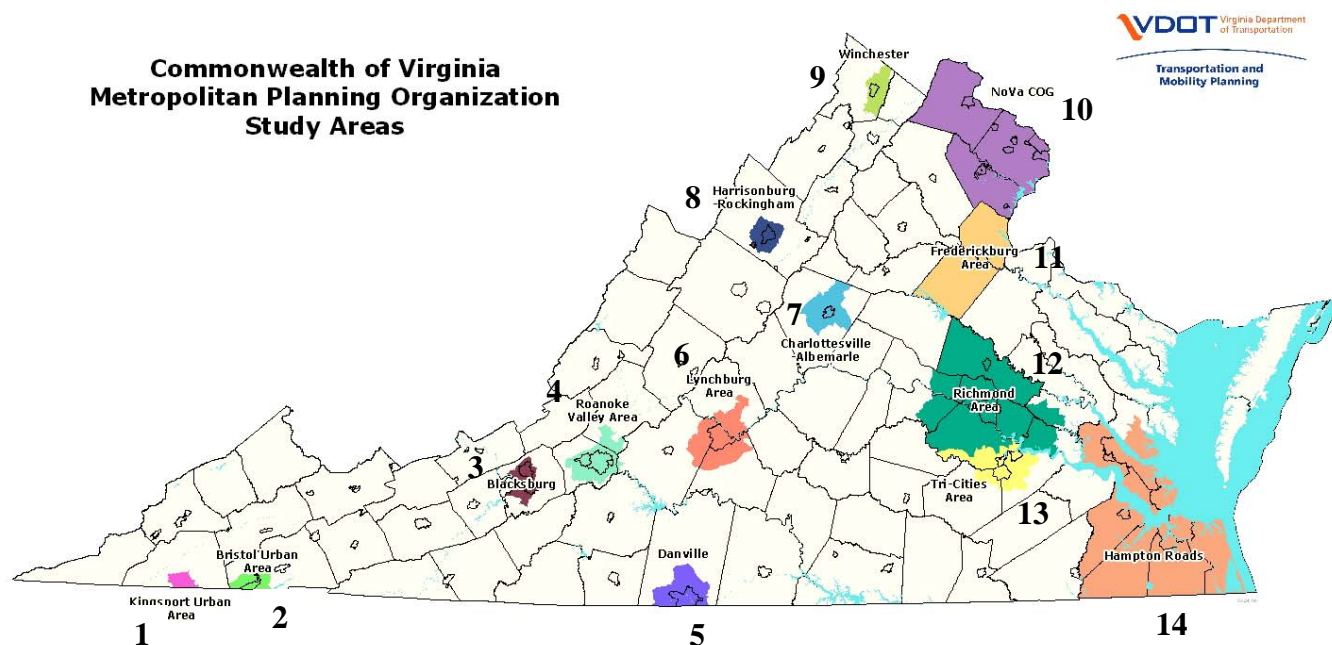 Commonwealth of Virginia
Metropolitan Planning Organization
Study Areas
VDOT Virginia Department
of Transportation
Transportation and
Mobility Planning
Winchester
9
NoVa COG
10
8
Harrisonburg
-Rockingham
Frederickburg
Area
11
7
Charlottesville
Albemarle
6
Lynchburg
Area
12
Richmond
Area
4
Roanoke
Valley Area
3
Blacksburg
Tri-Cities
Area
13
Bristol Urban
Area
2
Danville
5
Hampton Roads
14
Kingsport Urban
Area
1